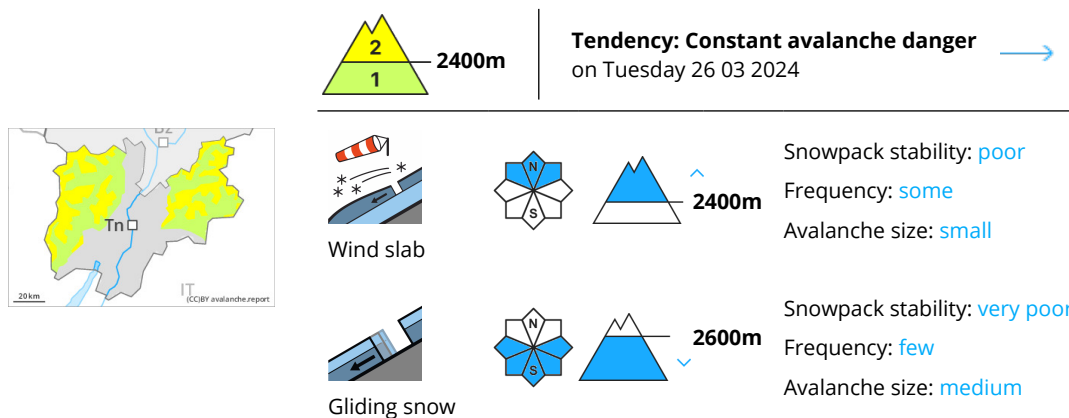 2
2400m
1
Tendency: Constant avalanche danger
on Tuesday 26 03 2024
Bz
Tn
IT
20 km
(CC)BY avalanche.report
N
S
2400m
Snowpack stability: poor
Frequency: some
Avalanche size: small
Wind slab
N
S
2600m
Snowpack stability: very poor
Frequency: few
Avalanche size: medium
Gliding snow